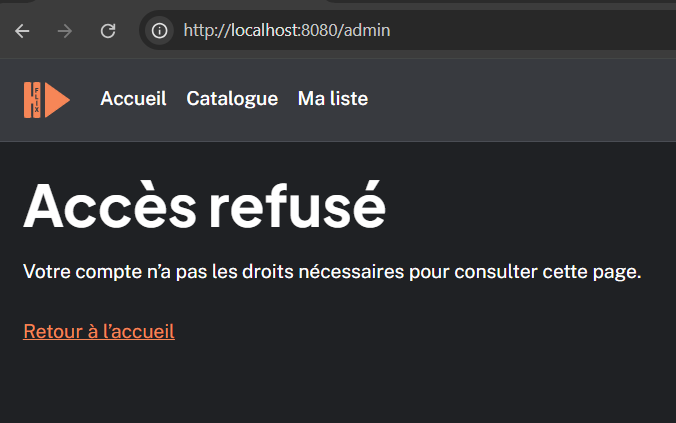 http://localhost:8080/admin
FLIX
Accueil Catalogue Ma liste
Accès refusé
Votre compte n’a pas les droits nécessaires pour consulter cette page.
Retour à l’accueil